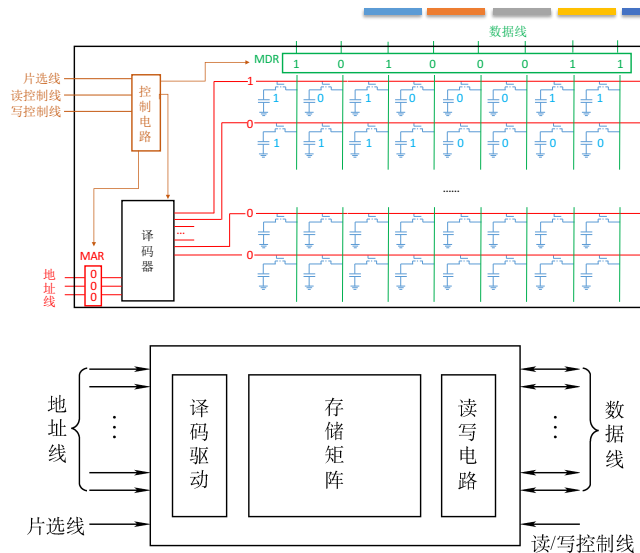 数据线
MDR 1 0 1 0 0 0 1 1
片选线
读控制线
写控制线
控制电路
1
1 0 1 0 0 0 1 1
0
1 1 1 1 0 0 0 0
......
0
0
译码器
...
MAR
地址线
0
0
0
地址线
译码驱动
存储矩阵
读写电路
数据线
片选线
读/写控制线